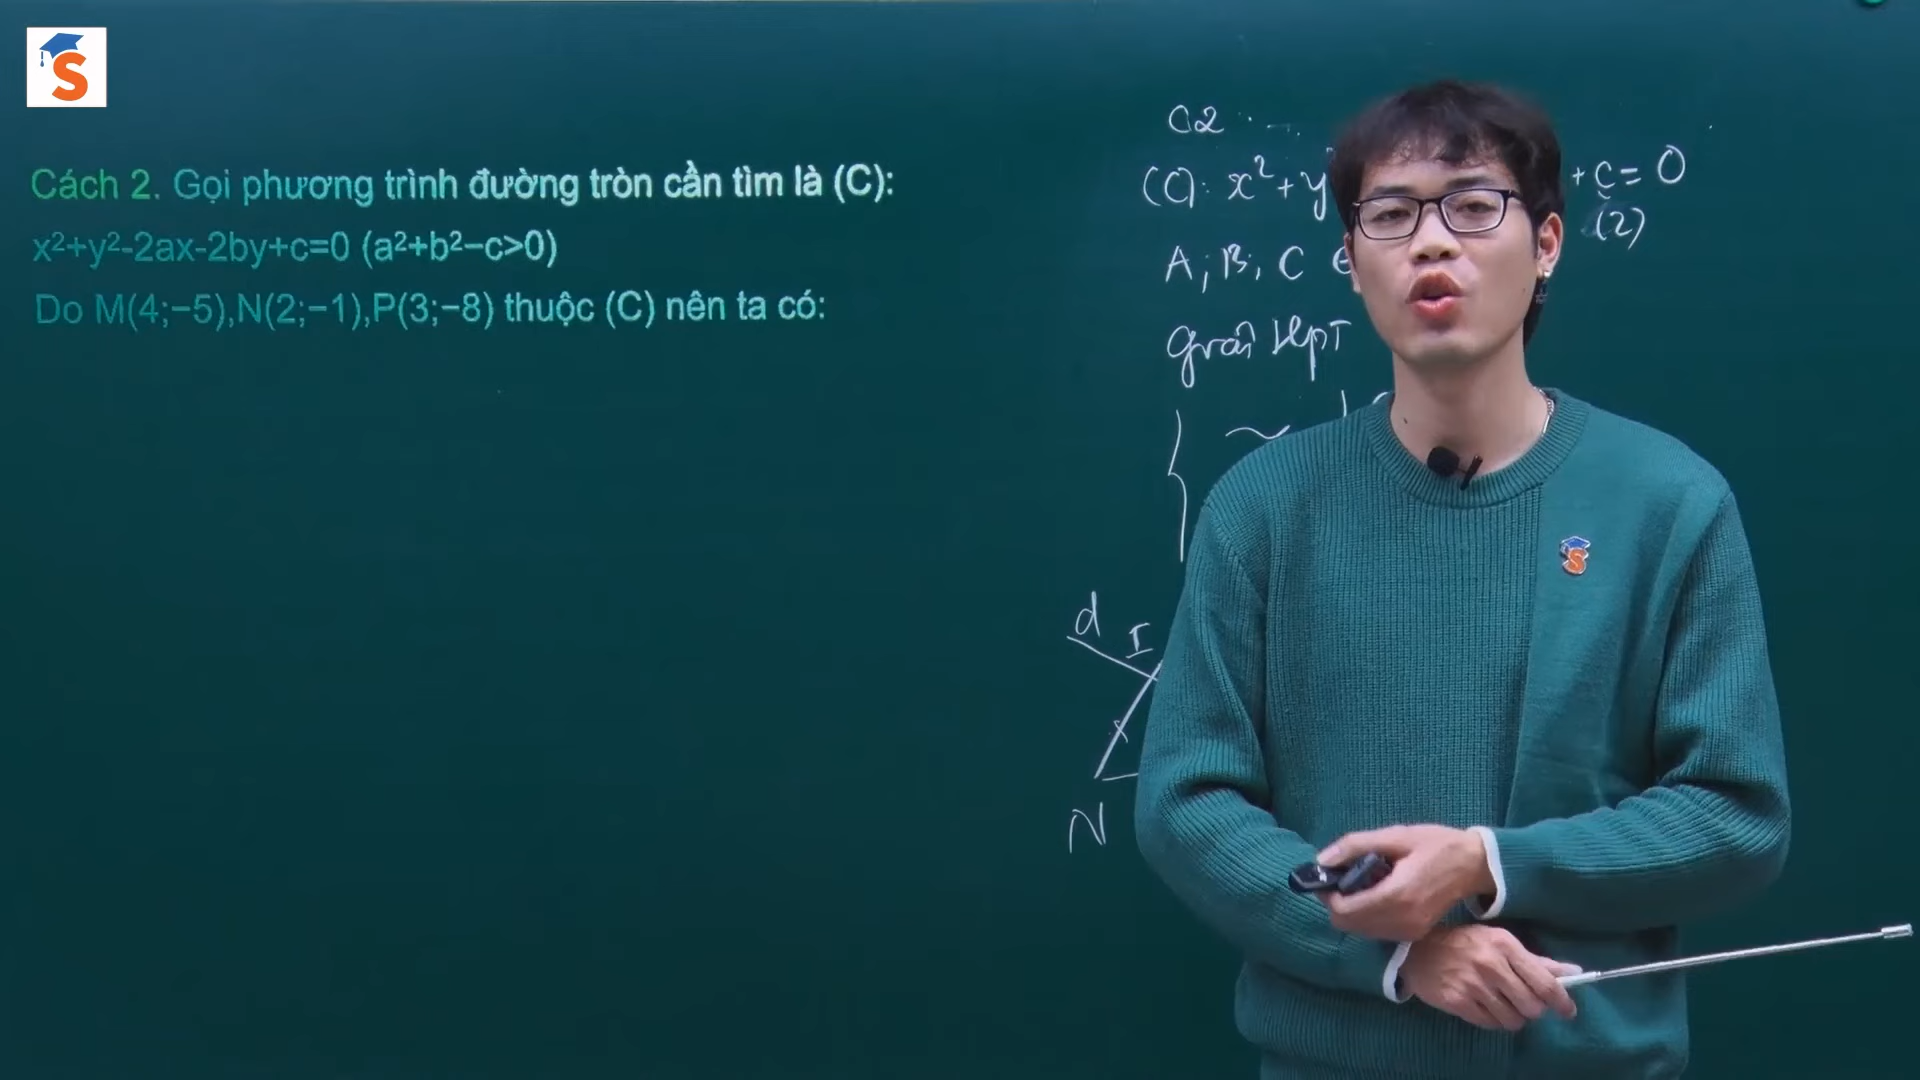 S
Cách 2. Gọi phương trình đường tròn cần tìm là (C):
x²+y²-2ax-2by+c=0 (a²+b²−c>0)
Do M(4;−5),N(2;−1),P(3;−8) thuộc (C) nên ta có:
C2
(C): x²+y + c = 0
(2)
A; B; C ∈
giải Hpt
d
I
N
S